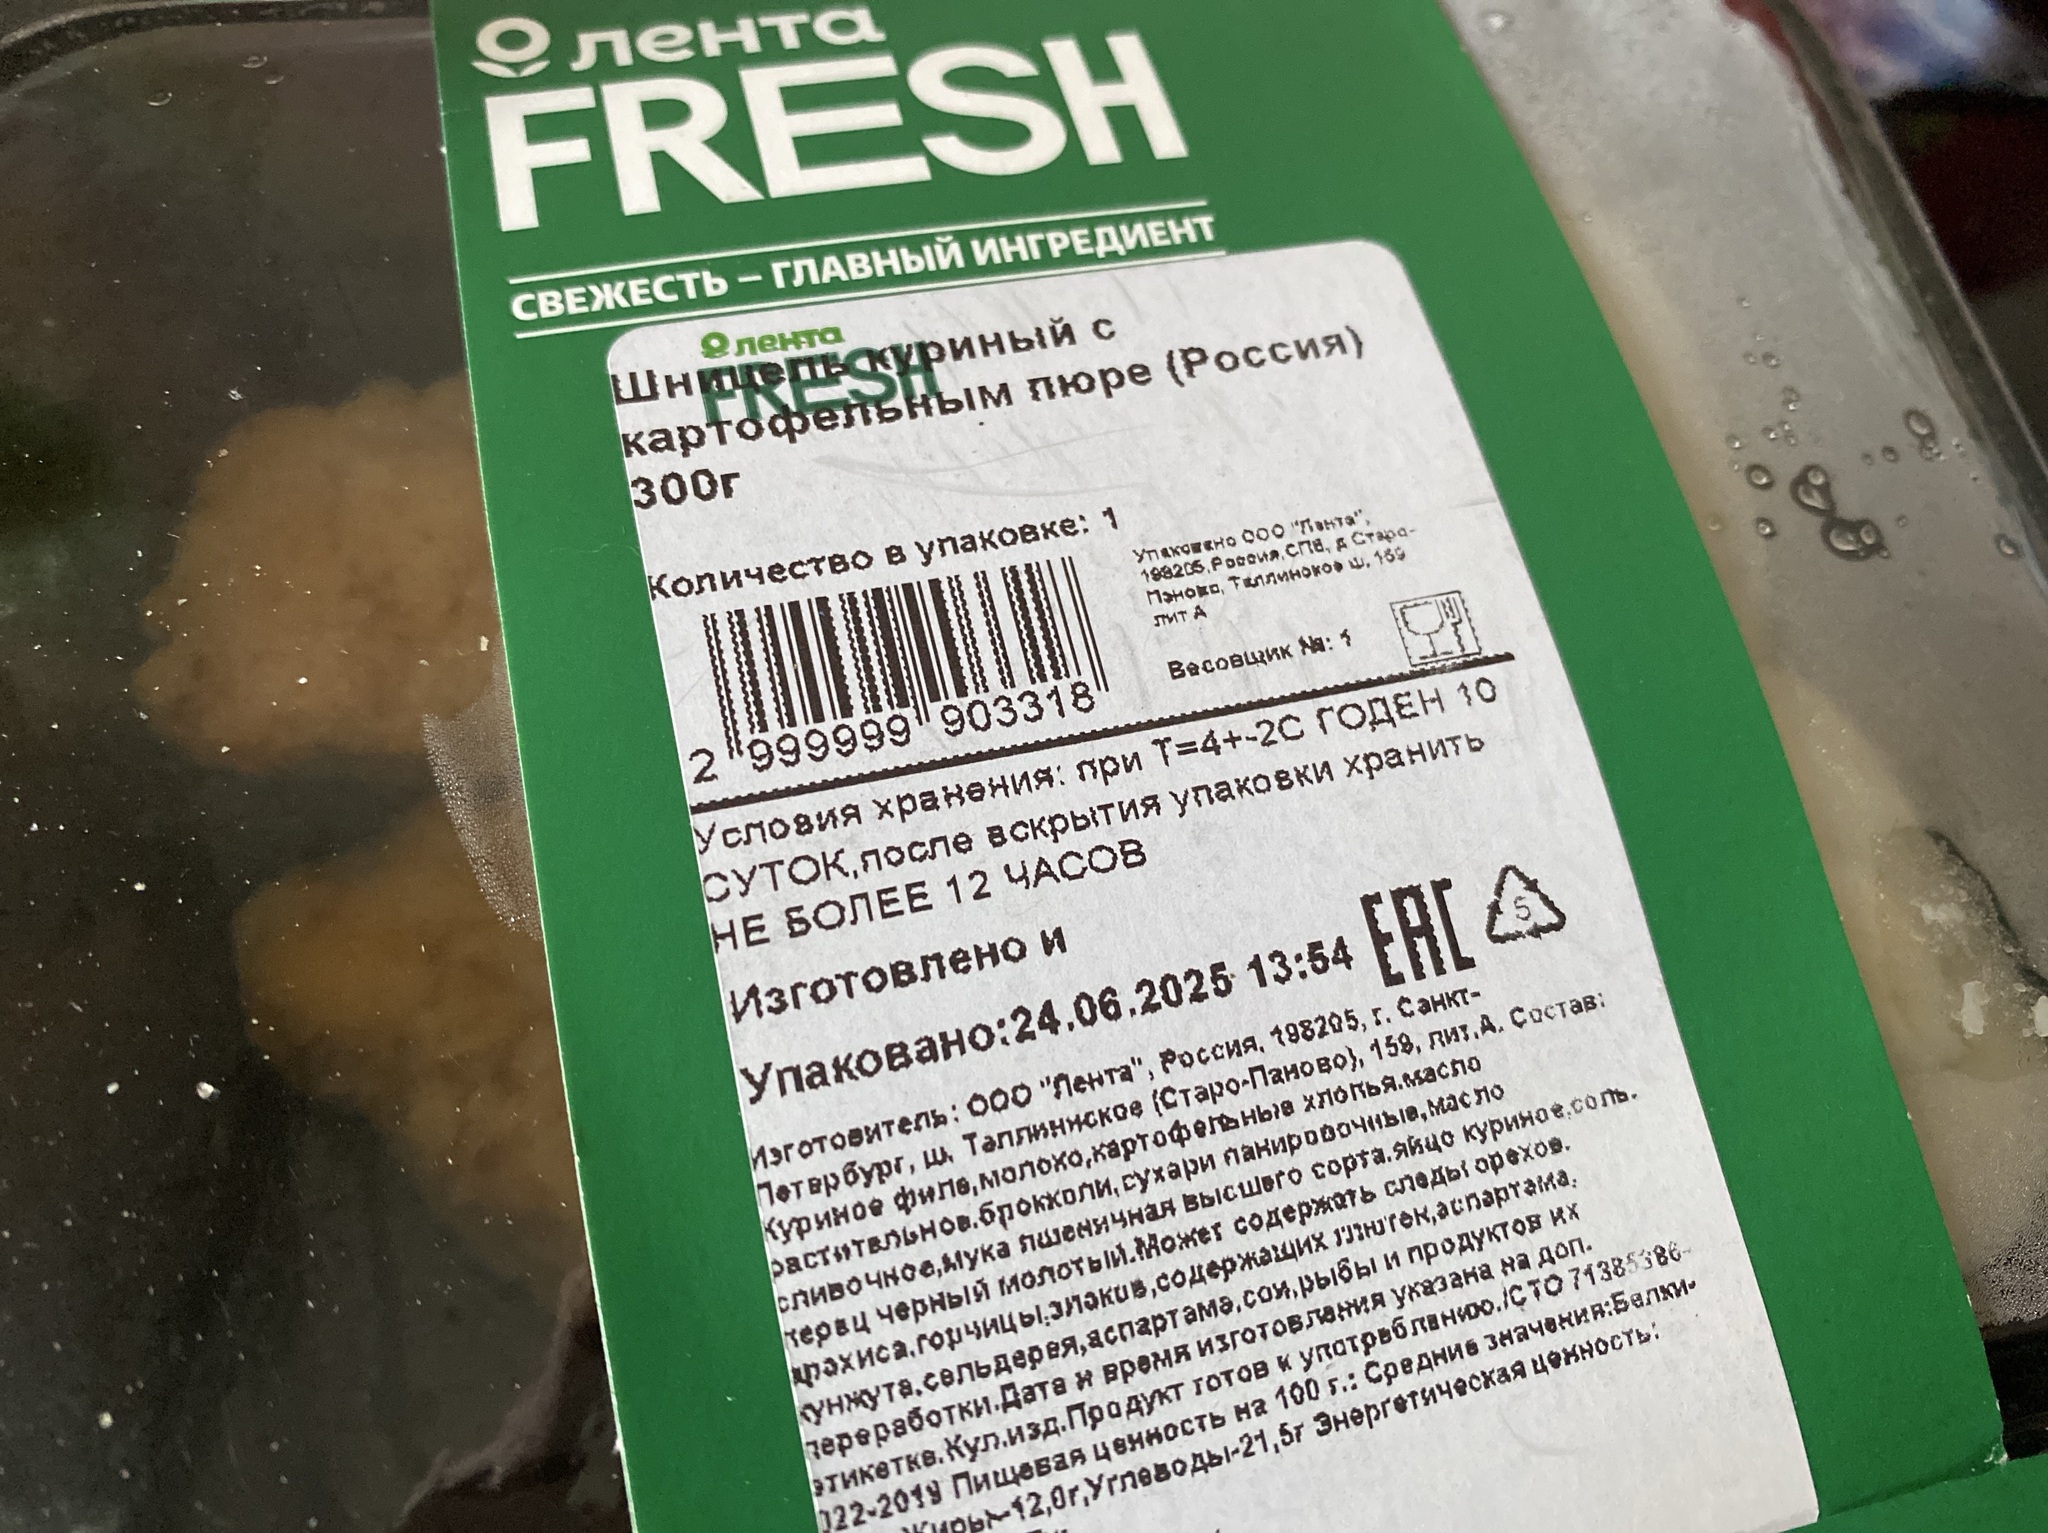 лента
FRESH
СВЕЖЕСТЬ – ГЛАВНЫЙ ИНГРЕДИЕНТ
лента
FRESH
Шницель куриный с
картофельным пюре (Россия)
300г
Количество в упаковке: 1
Упаковано ООО "Лента",
198205,Россия,СПб, д Старо-
Паново, Таллинское ш, 159
лит А
Весовщик №: 1
2 999999 903318
Условия хранения: при Т=4+-2С ГОДЕН 10
СУТОК,после вскрытия упаковки хранить
НЕ БОЛЕЕ 12 ЧАСОВ
Изготовлено и
Упаковано:24.06.2025 13:54
EAC
5
Изготовитель: ООО "Лента", Россия, 198205, г. Санкт-
Петербург, ш. Таллиннское (Старо-Паново), 159, лит.А. Состав:
Куриное филе,молоко,картофельные хлопья.масло
растительное.брокколи,сухари панировочные,масло
сливочное,мука пшеничная высшего сорта.яйцо куриное,соль.
перец черный молотый.Может содержать следы орехов.
арахиса.горчицы.злаков,содержащих глютен,аспартама.
кунжута.сельдерея,аспартама,сои,рыбы и продуктов их
переработки.Дата и время изготовления указана на доп.
этикетке.Кул.изд.Продукт готов к употреблению./СТО 71385386-
022-2019 Пищевая ценность на 100 г.: Средние значения:Белки-
Жиры-12,0г,Углеводы-21,5г Энергетическая ценность: